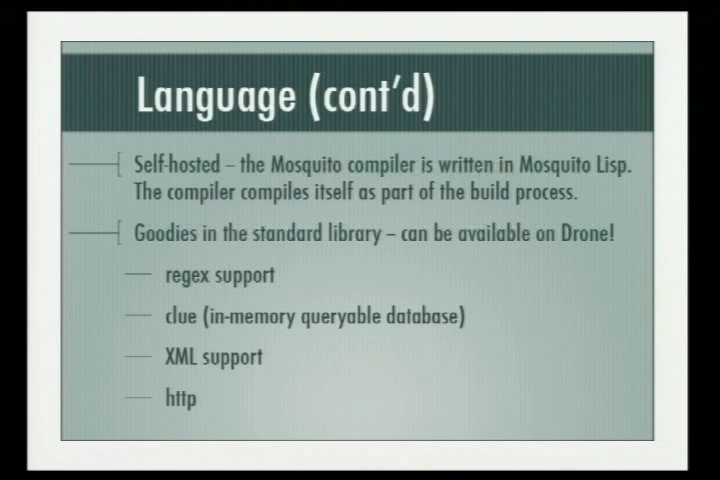 Language (cont'd)
Self-hosted – the Mosquito compiler is written in Mosquito Lisp.
The compiler compiles itself as part of the build process.
Goodies in the standard library – can be available on Drone!
regex support
clue (in-memory queryable database)
XML support
http